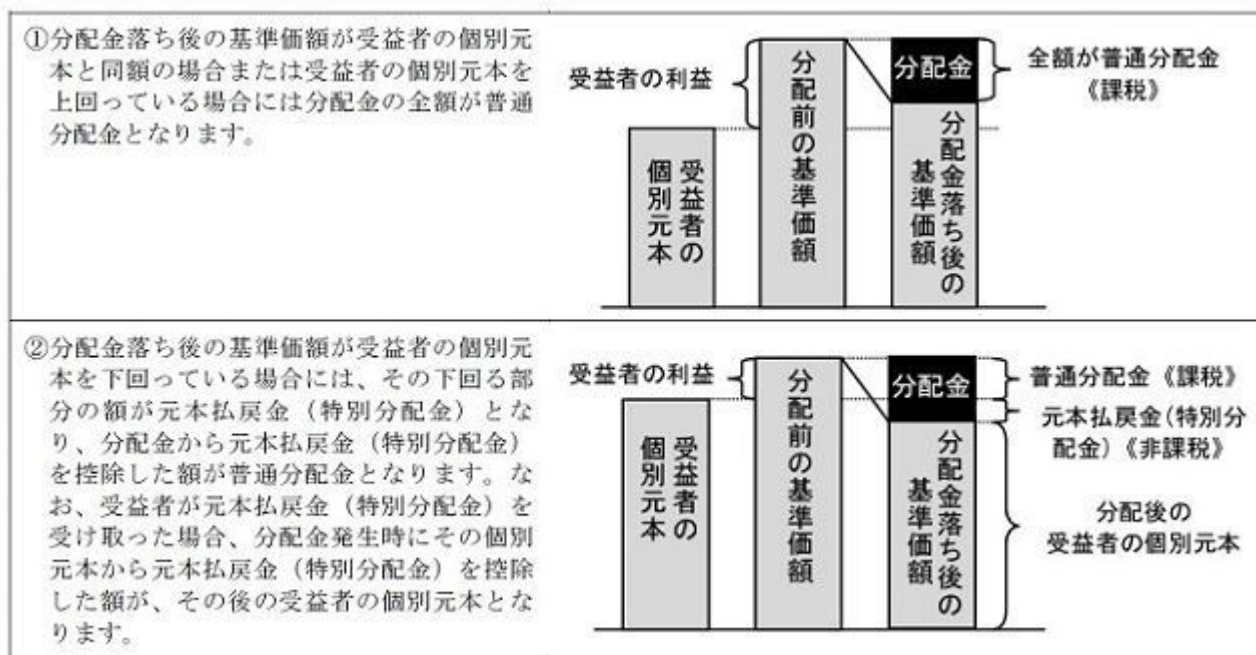 ①分配金落ち後の基準価額が受益者の個別元
本と同額の場合または受益者の個別元本を
上回っている場合には分配金の全額が普通
分配金となります。
受益者の利益
受益者の
個別元本
分配前の基準価額
分配金
分配金落ち後の
基準価額
全額が普通分配金
《課税》
②分配金落ち後の基準価額が受益者の個別元
本を下回っている場合には、その下回る部
分の額が元本払戻金（特別分配金）とな
り、分配金から元本払戻金（特別分配金）
を控除した額が普通分配金となります。な
お、受益者が元本払戻金（特別分配金）を
受け取った場合、分配金発生時にその個別
元本から元本払戻金（特別分配金）を控除
した額が、その後の受益者の個別元本とな
ります。
受益者の利益
受益者の
個別元本
分配前の基準価額
分配金
分配金落ち後の
基準価額
普通分配金《課税》
元本払戻金（特別分
配金）《非課税》
分配後の
受益者の個別元本